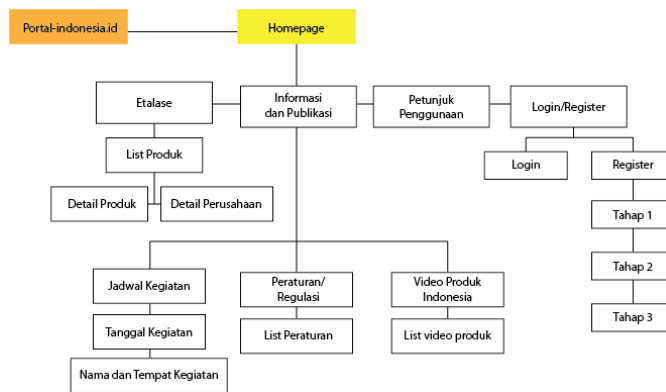 Portal-indonesia.id
Homepage
Etalase
Informasi
dan Publikasi
Petunjuk
Penggunaan
Login/Register
List Produk
Login
Register
Detail Produk
Detail Perusahaan
Tahap 1
Jadwal Kegiatan
Peraturan/
Regulasi
Video Produk
Indonesia
Tahap 2
Tanggal Kegiatan
List Peraturan
List video produk
Tahap 3
Nama dan Tempat Kegiatan